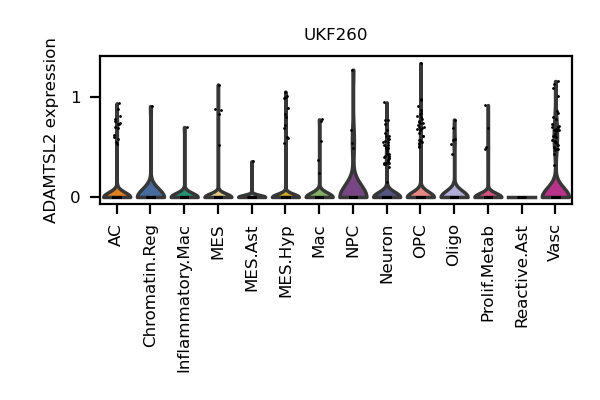 UKF260
ADAMTSL2 expression
1
0
AC
Chromatin.Reg
Inflammatory.Mac
MES
MES.Ast
MES.Hyp
Mac
NPC
Neuron
OPC
Oligo
Prolif.Metab
Reactive.Ast
Vasc